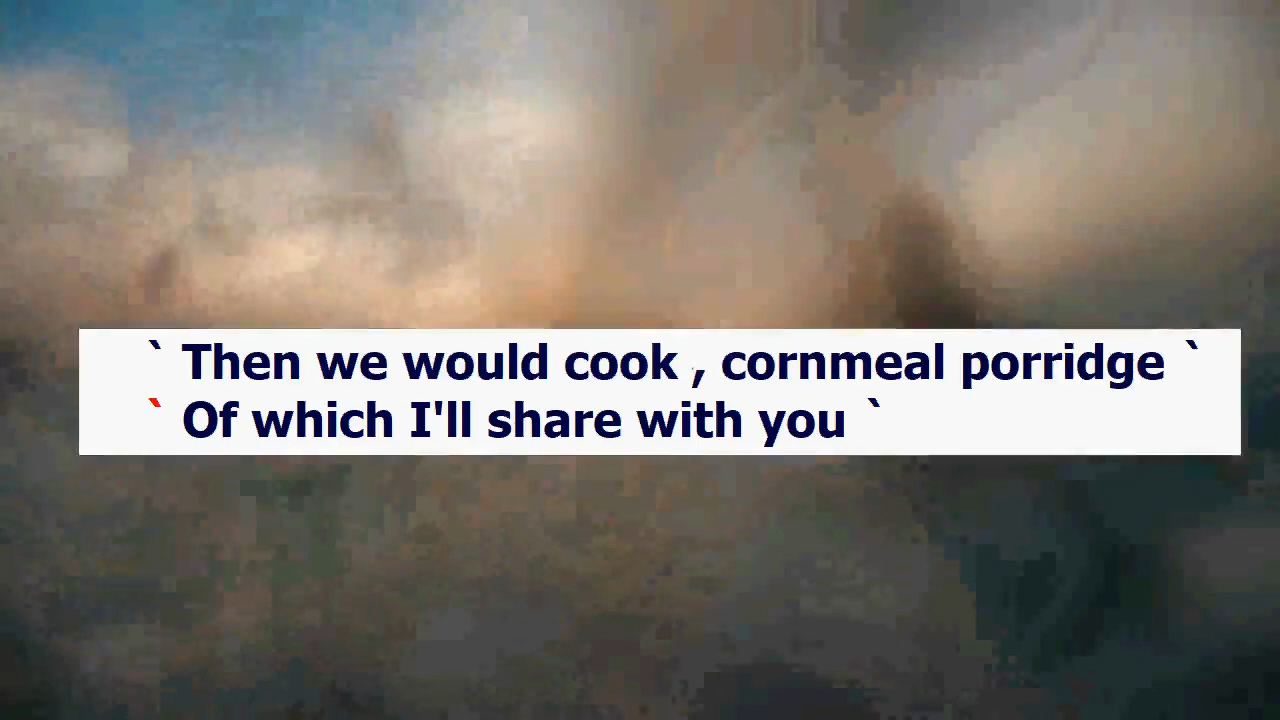 ` Then we would cook , cornmeal porridge `
` Of which I'll share with you `